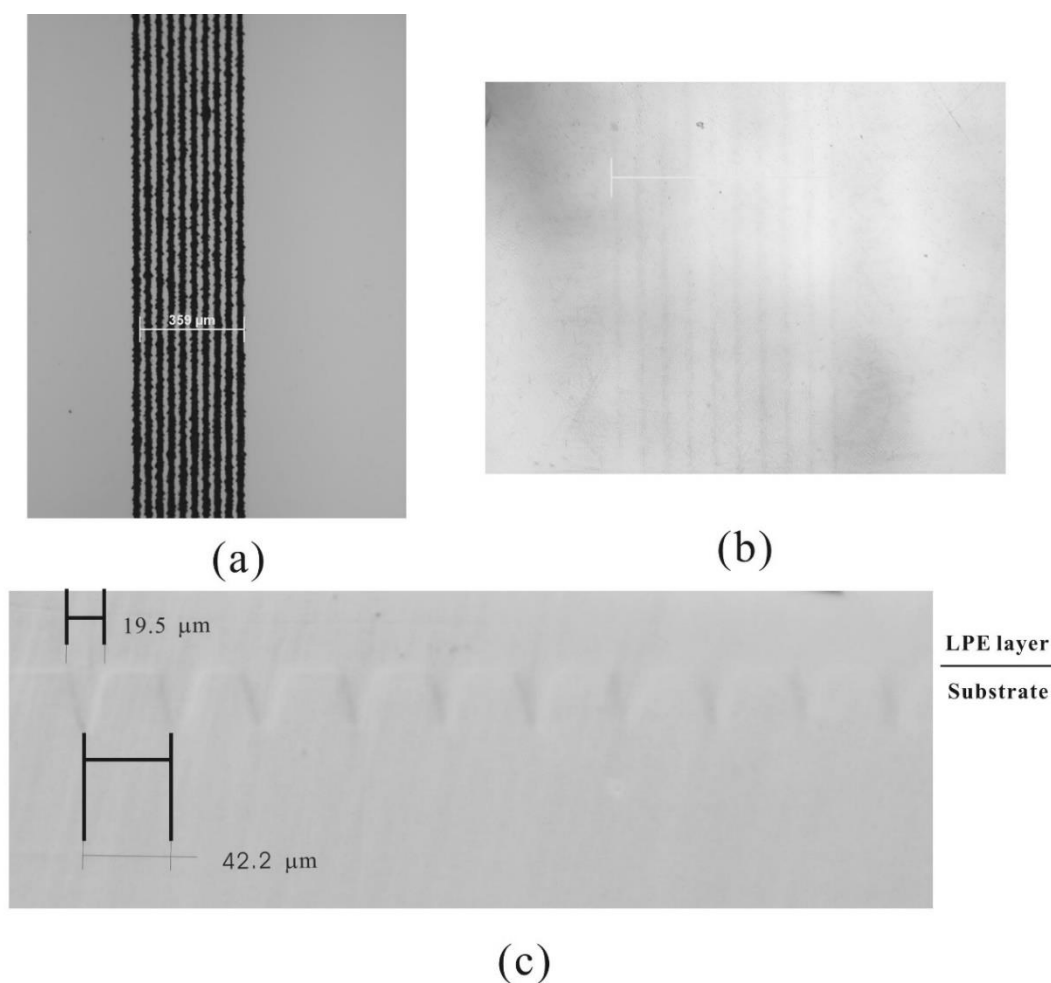 359 µm
(a)
(b)
19.5 µm
LPE layer
Substrate
42.2 µm
(c)